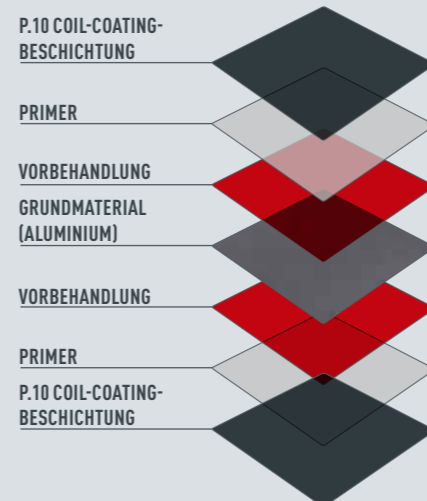 P.10 COIL-COATING-
BESCHICHTUNG
PRIMER
VORBEHANDLUNG
GRUNDMATERIAL
(ALUMINIUM)
VORBEHANDLUNG
PRIMER
P.10 COIL-COATING-
BESCHICHTUNG